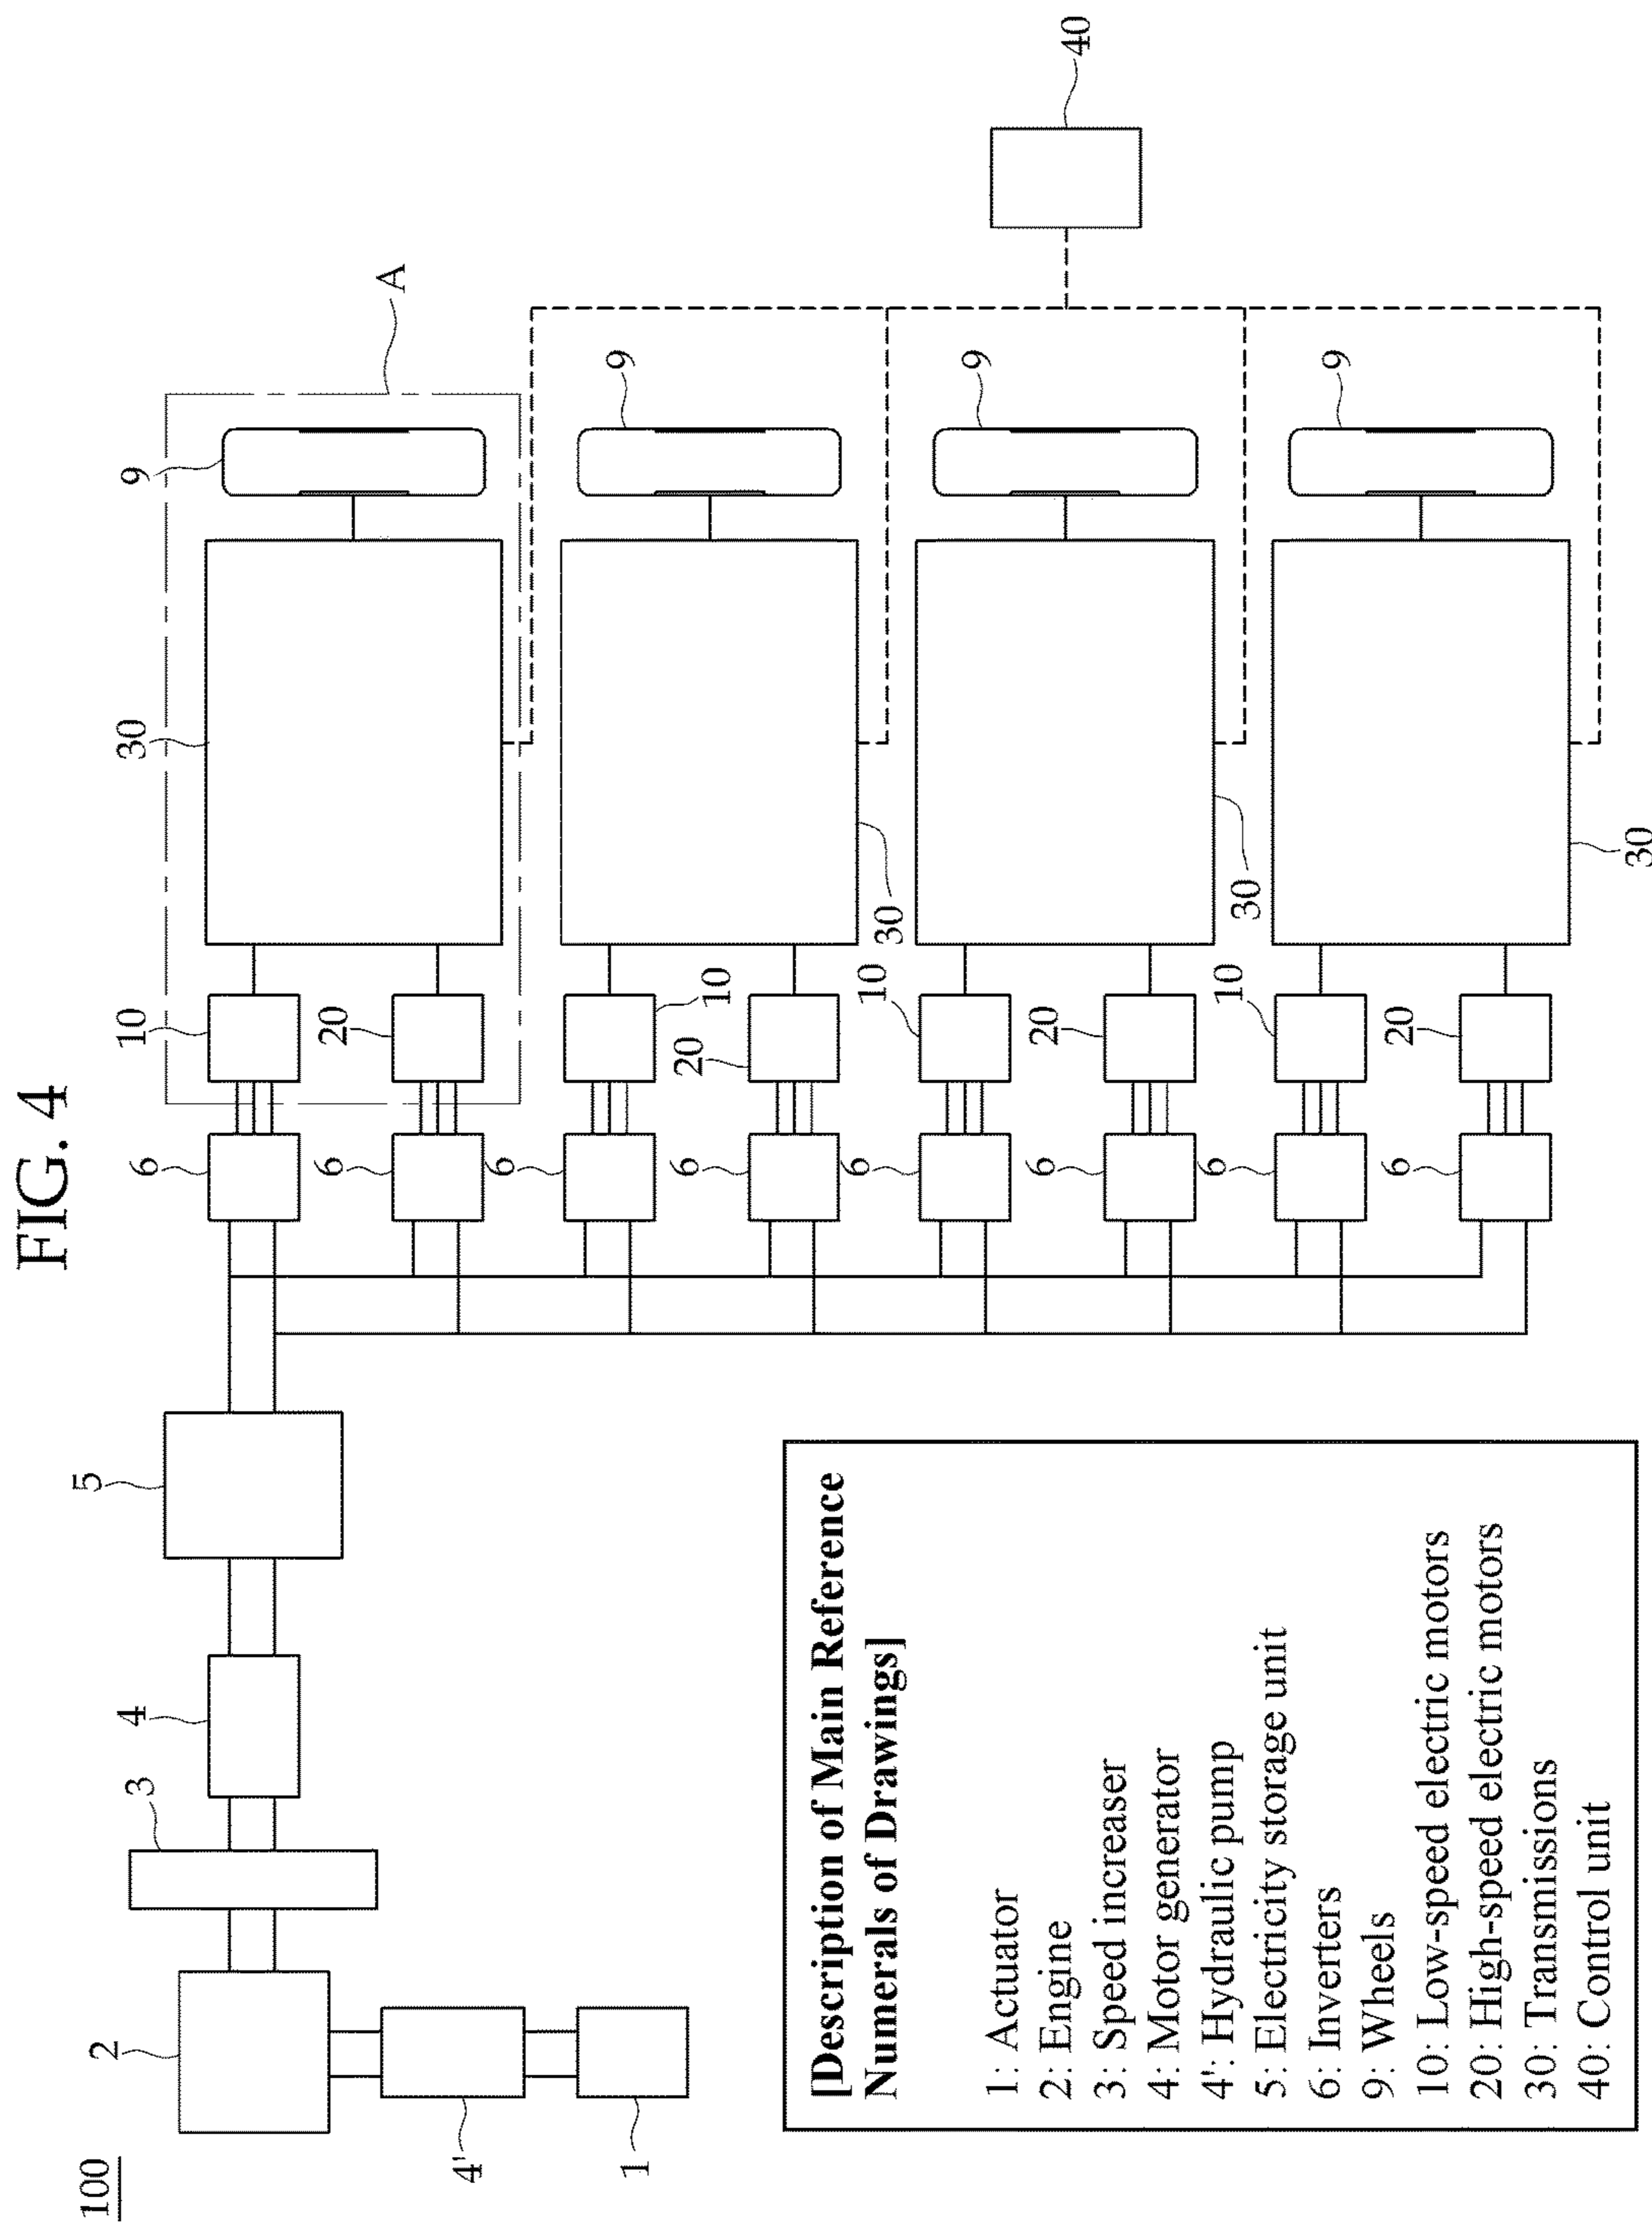 FIG. 4
100
2
3
4
5
6
10
30
9
A
6
20
4'
1
6
10
30
9
6
20
6
10
30
9
6
20
40
6
10
30
9
6
20
[Description of Main Reference
Numerals of Drawings]
1: Actuator
2: Engine
3: Speed increaser
4: Motor generator
4': Hydraulic pump
5: Electricity storage unit
6: Inverters
9: Wheels
10: Low-speed electric motors
20: High-speed electric motors
30: Transmissions
40: Control unit